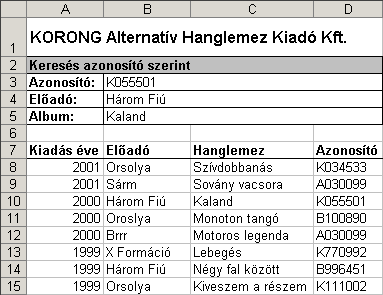 A B C D
1 KORONG Alternatív Hanglemez Kiadó Kft.
2 Keresés azonosító szerint
3 Azonosító: K055501
4 Előadó: Három Fiú
5 Album: Kaland
6
7 Kiadás éve Előadó Hanglemez Azonosító
8 2001 Orsolya Szívdobbanás K034533
9 2001 Sárm Sovány vacsora A030099
10 2000 Három Fiú Kaland K055501
11 2000 Oroslya Monoton tangó B100890
12 2000 Brrr Motoros legenda A030099
13 1999 X Formáció Lebegés K770992
14 1999 Három Fiú Négy fal között B996451
15 1999 Orsolya Kiveszem a részem K111002